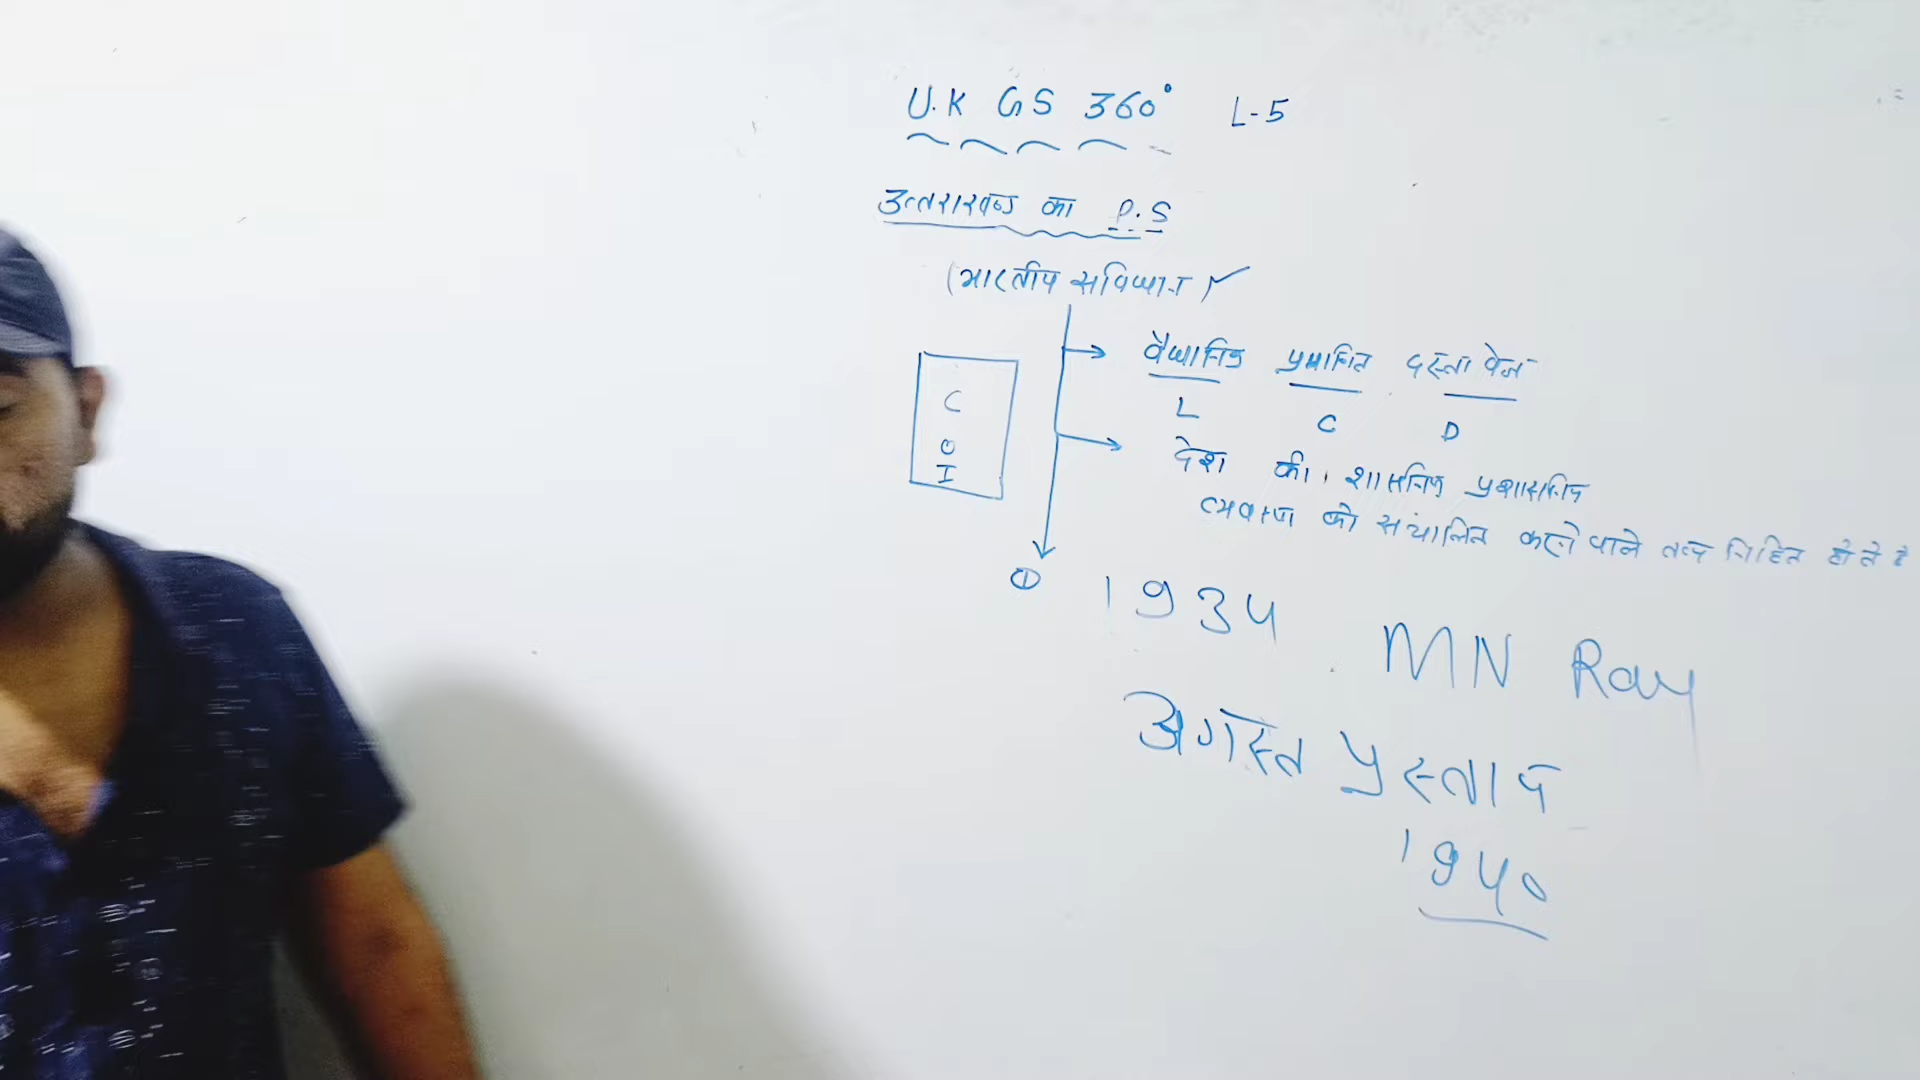 U.K GS 360° L-5
उत्तराखण्ड का P.S
(भारतीय संविधान)
वैधानिक प्रमाणित दस्तावेज
L C D
C
O
I
देश की शासनिक प्रशासनिक
व्यवस्था को संचालित करने वाले तत्व निहित होते है
① 1934 MN Roy
अगस्त प्रस्ताव
1940